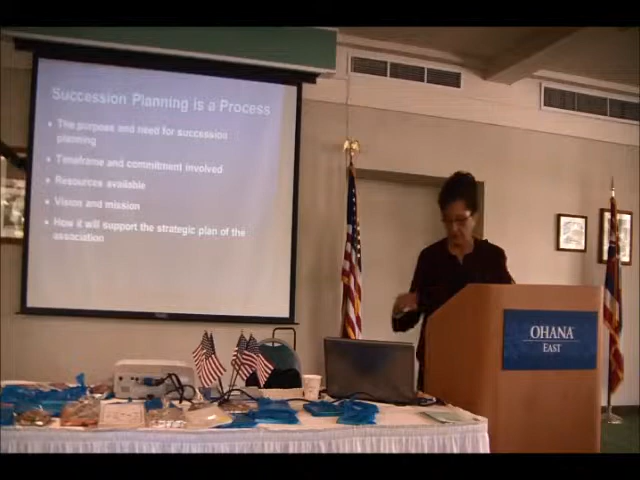 Succession Planning is a Process
• The purpose and need for succession
planning
• Timeframe and commitment involved
• Resources available
• Vision and mission
• How it will support the strategic plan of the
association
OHANA
EAST